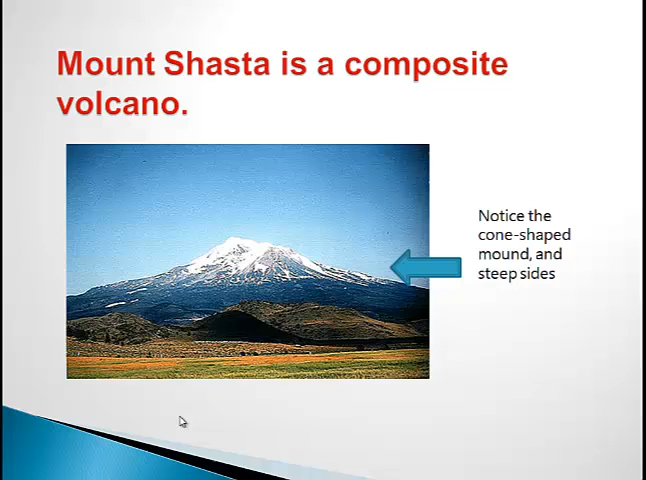 Mount Shasta is a composite
volcano.
Notice the
cone-shaped
mound, and
steep sides